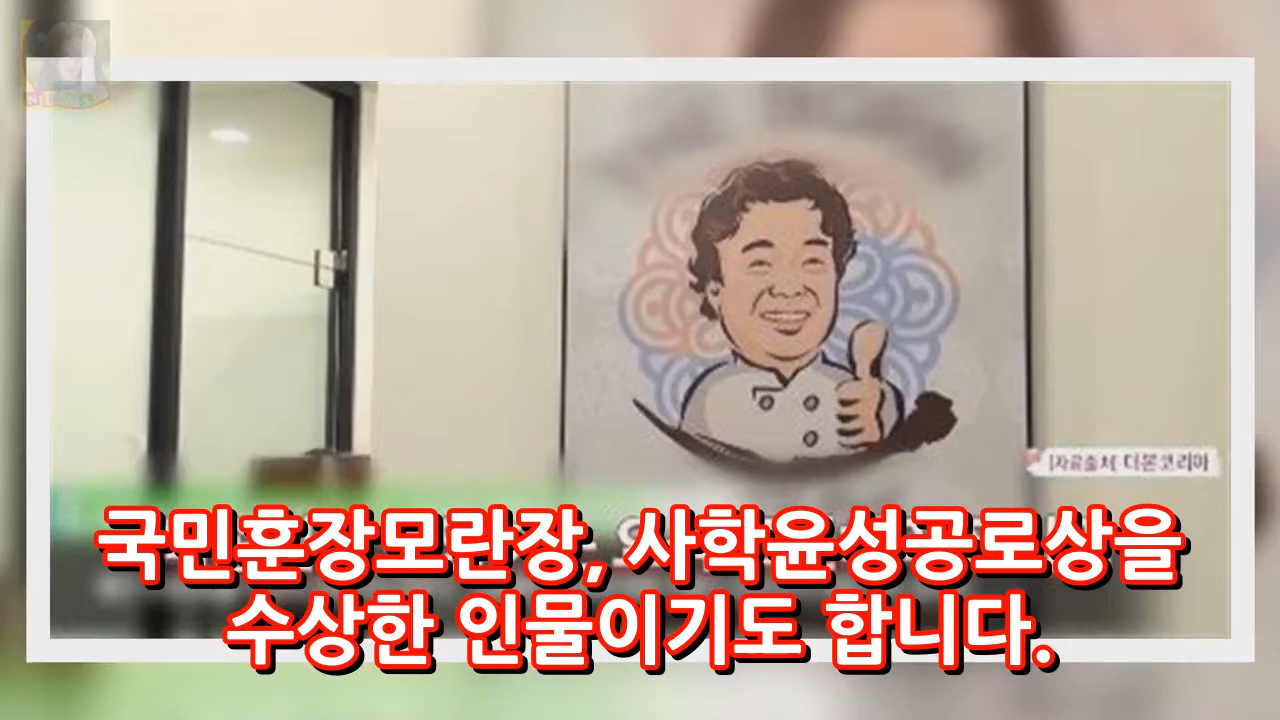 [자료출처] 더본코리아
국민훈장모란장, 사학윤성공로상을
수상한 인물이기도 합니다.